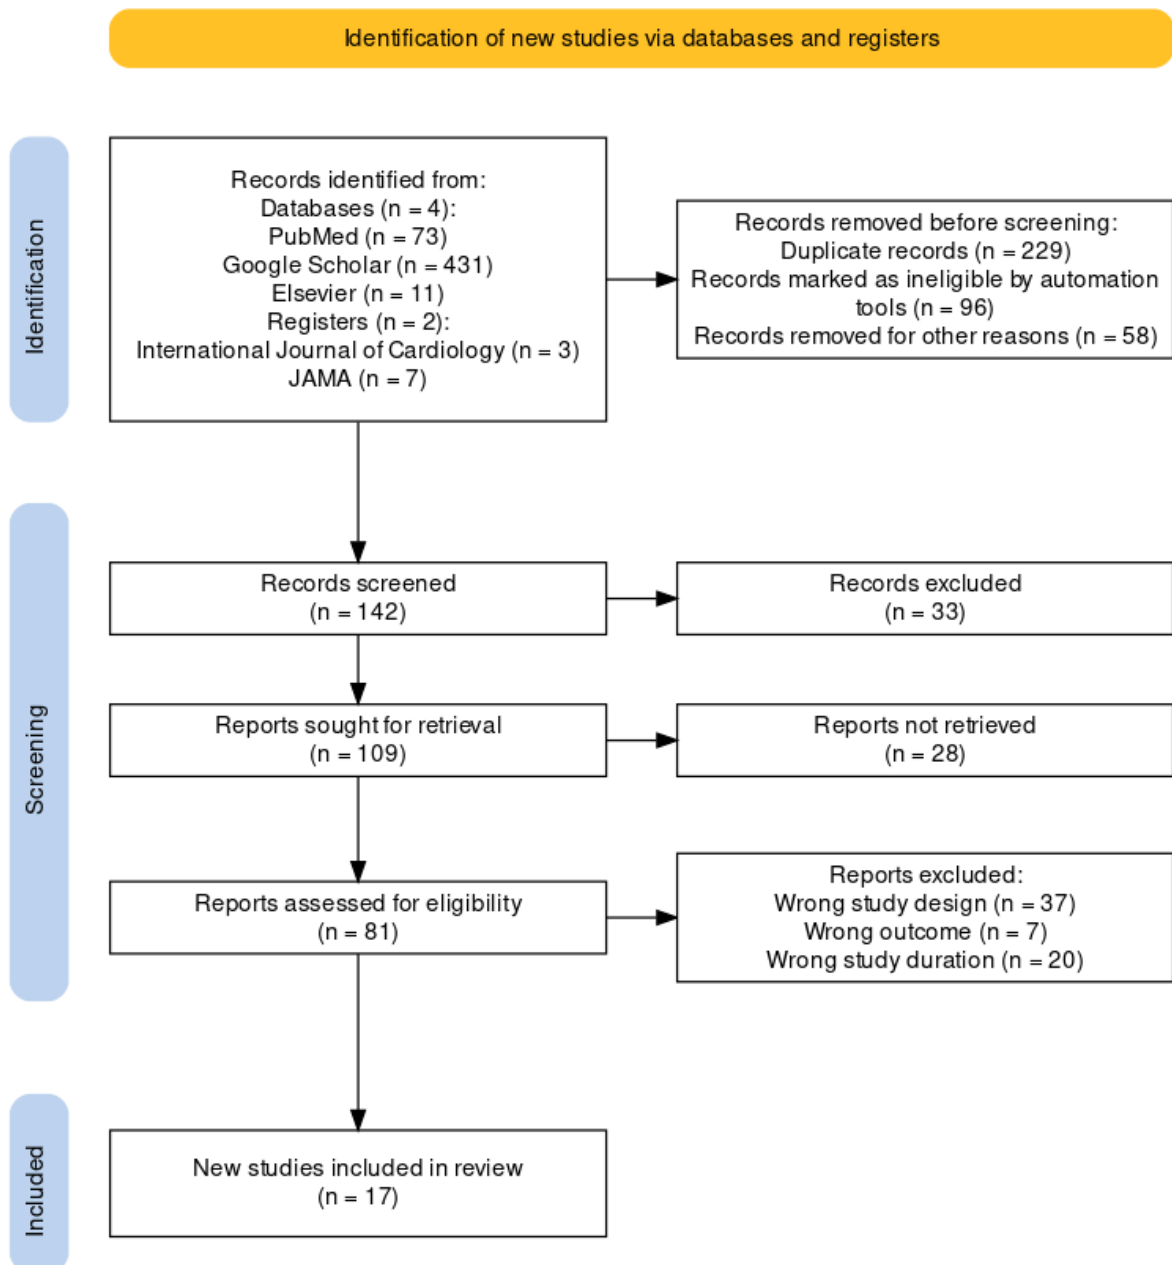 Identification of new studies via databases and registers
Identification
Records identified from:
Databases (n = 4):
PubMed (n = 73)
Google Scholar (n = 431)
Elsevier (n = 11)
Registers (n = 2):
International Journal of Cardiology (n = 3)
JAMA (n = 7)
Records removed before screening:
Duplicate records (n = 229)
Records marked as ineligible by automation
tools (n = 96)
Records removed for other reasons (n = 58)
Screening
Records screened
(n = 142)
Records excluded
(n = 33)
Reports sought for retrieval
(n = 109)
Reports not retrieved
(n = 28)
Reports assessed for eligibility
(n = 81)
Reports excluded:
Wrong study design (n = 37)
Wrong outcome (n = 7)
Wrong study duration (n = 20)
Included
New studies included in review
(n = 17)